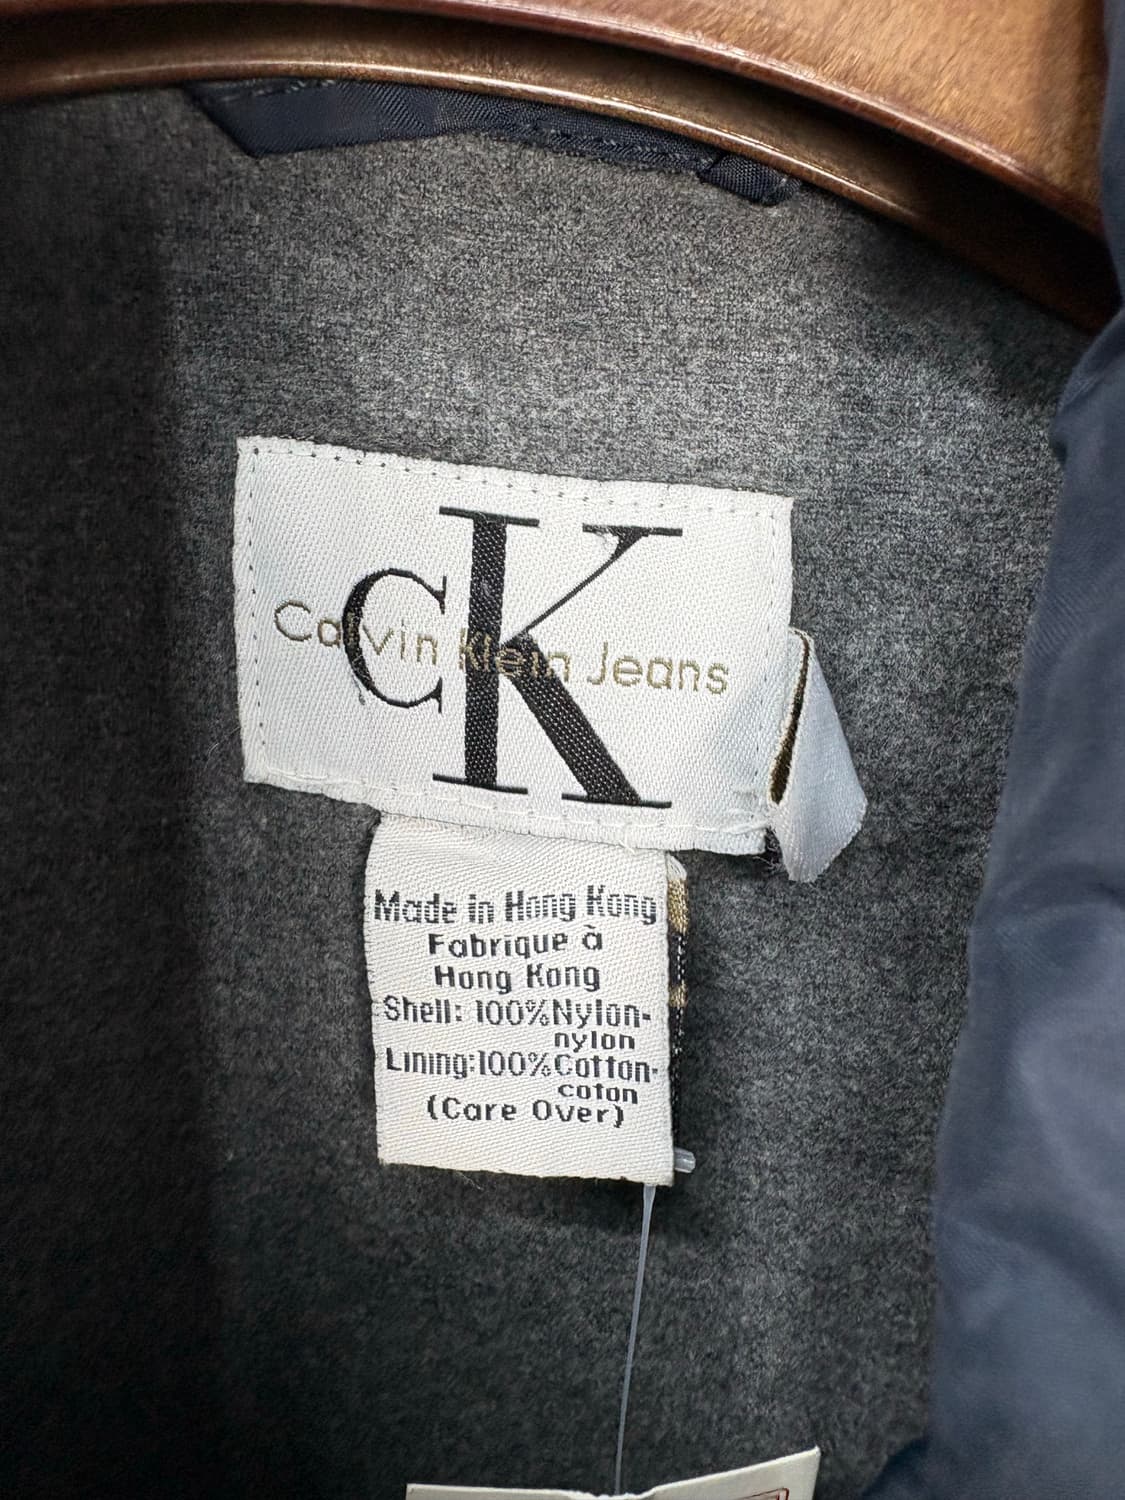 CK
Calvin Klein Jeans
Made in Hong Kong
Fabrique à
Hong Kong
Shell: 100% Nylon-
nylon
Lining: 100% Cotton-
coton
(Care Over)